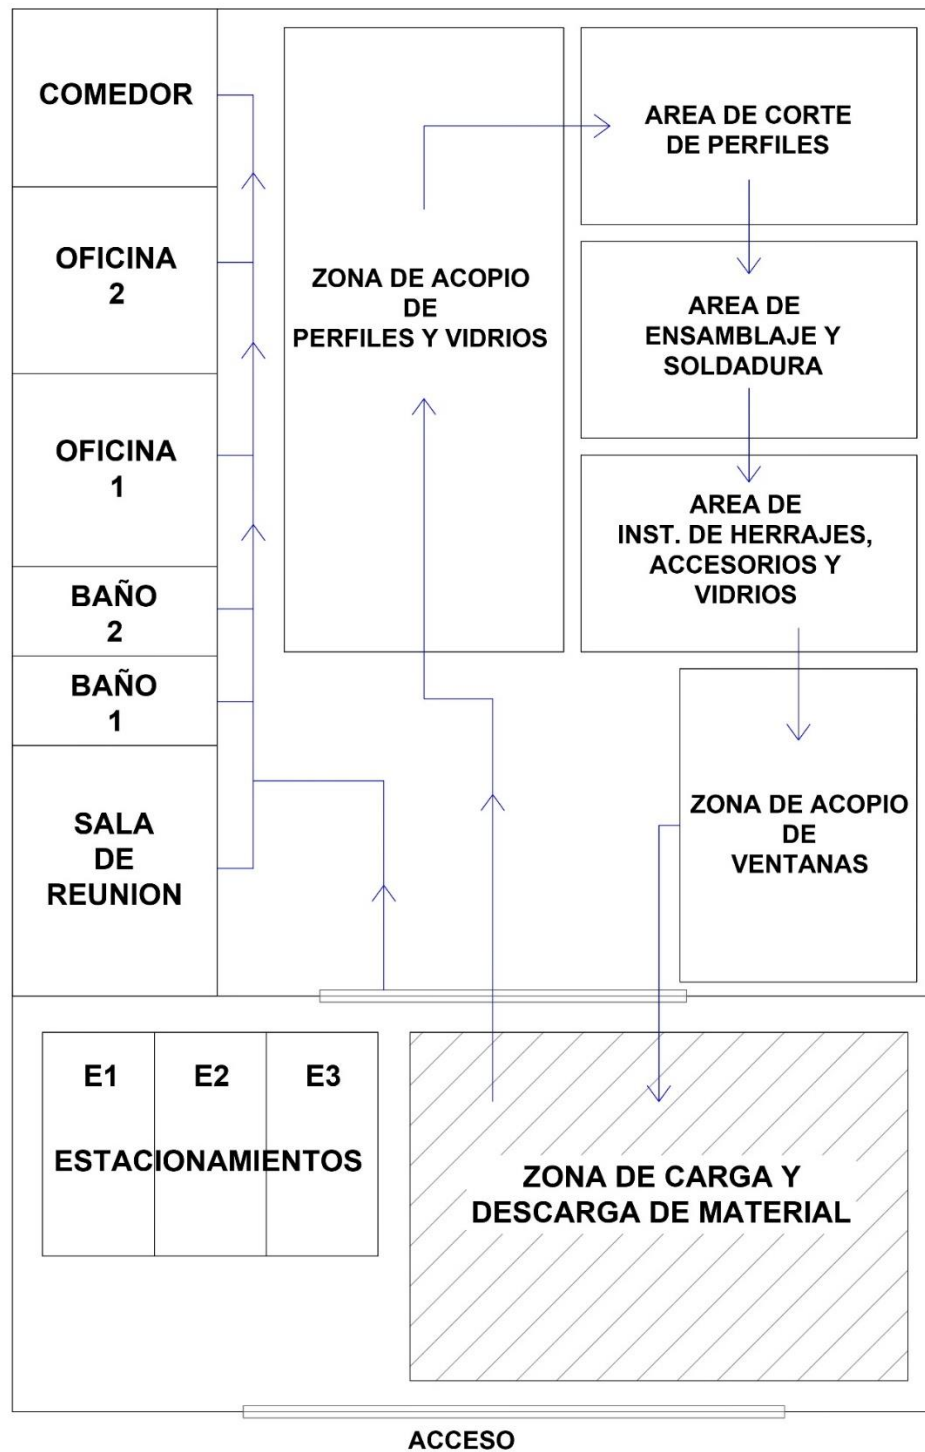 COMEDOR
OFICINA
2
OFICINA
1
BAÑO
2
BAÑO
1
SALA
DE
REUNION
ZONA DE ACOPIO
DE
PERFILES Y VIDRIOS
AREA DE CORTE
DE PERFILES
AREA DE
ENSAMBLAJE Y
SOLDADURA
AREA DE
INST. DE HERRAJES,
ACCESORIOS Y
VIDRIOS
ZONA DE ACOPIO
DE
VENTANAS
E1 E2 E3
ESTACIONAMIENTOS
ZONA DE CARGA Y
DESCARGA DE MATERIAL
ACCESO